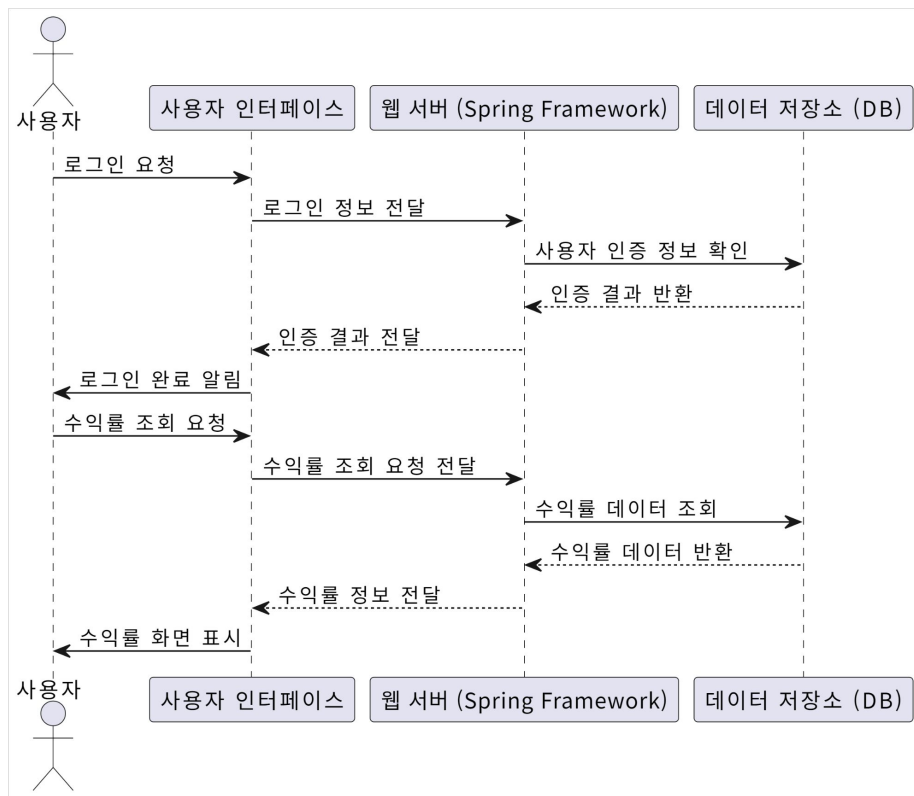 사용자
사용자 인터페이스
웹 서버 (Spring Framework)
데이터 저장소 (DB)
로그인 요청
로그인 정보 전달
사용자 인증 정보 확인
인증 결과 반환
인증 결과 전달
로그인 완료 알림
수익률 조회 요청
수익률 조회 요청 전달
수익률 데이터 조회
수익률 데이터 반환
수익률 정보 전달
수익률 화면 표시
사용자
사용자 인터페이스
웹 서버 (Spring Framework)
데이터 저장소 (DB)